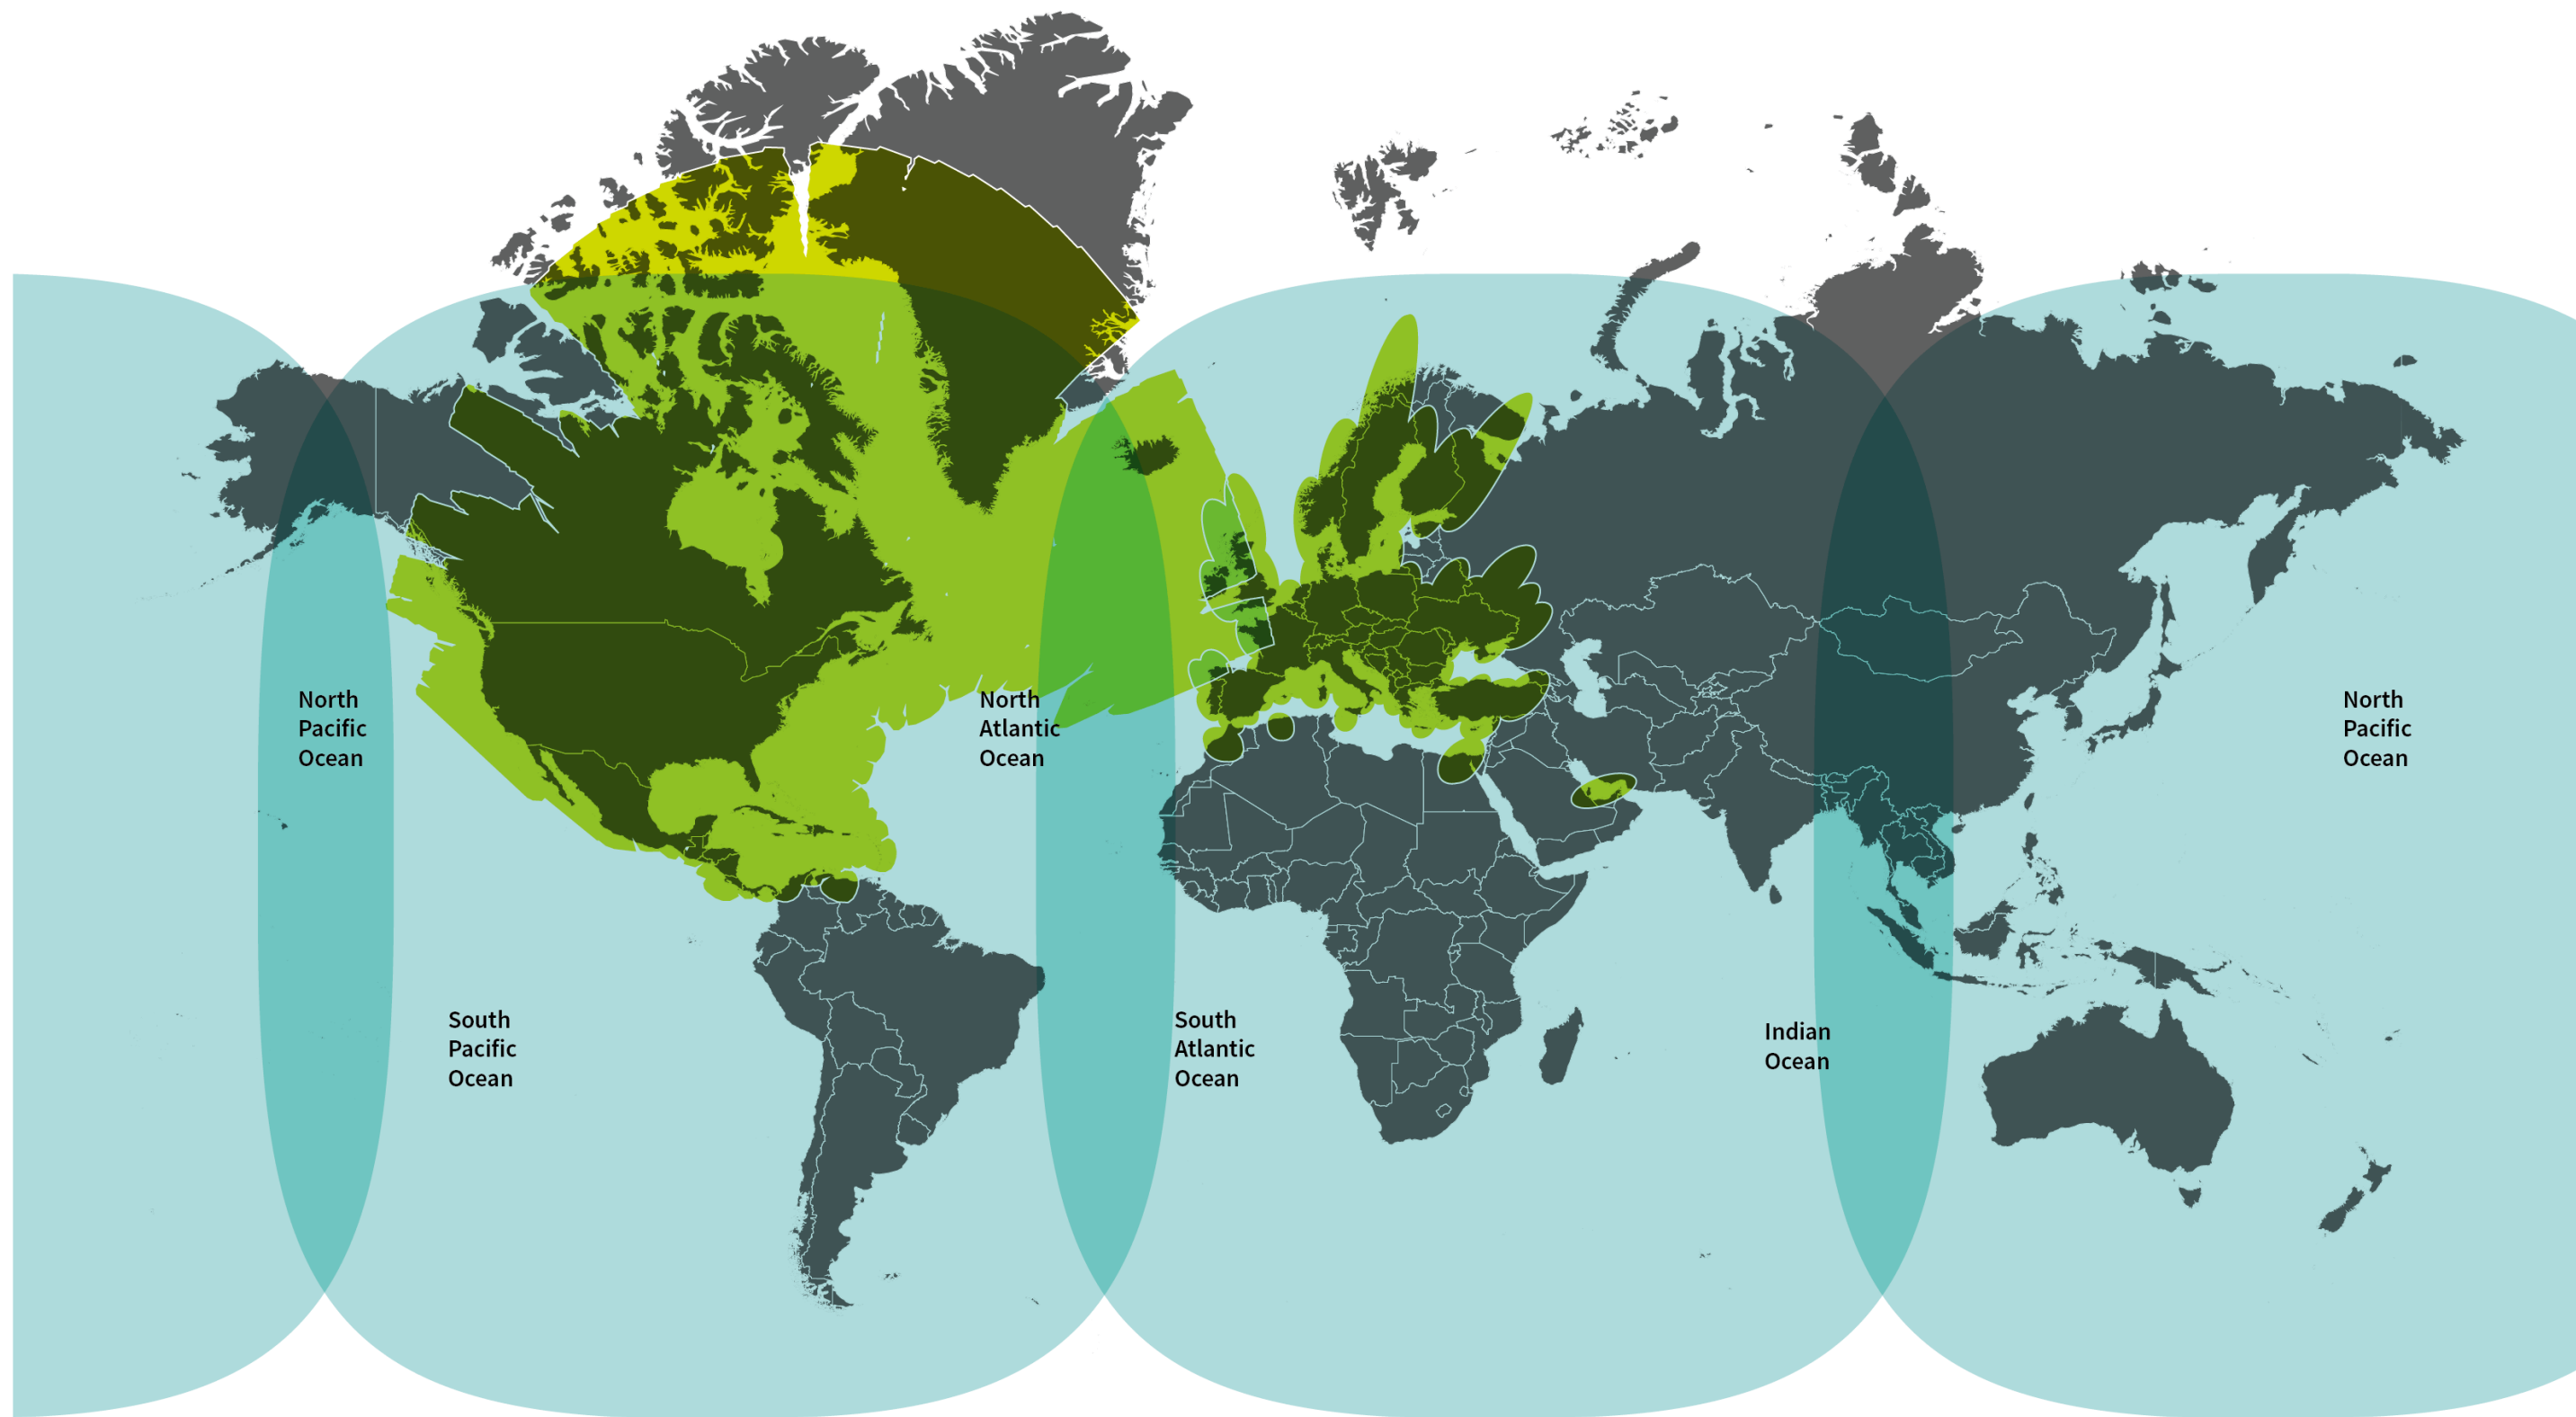 North
Pacific
Ocean
North
Atlantic
Ocean
North
Pacific
Ocean
South
Pacific
Ocean
South
Atlantic
Ocean
Indian
Ocean